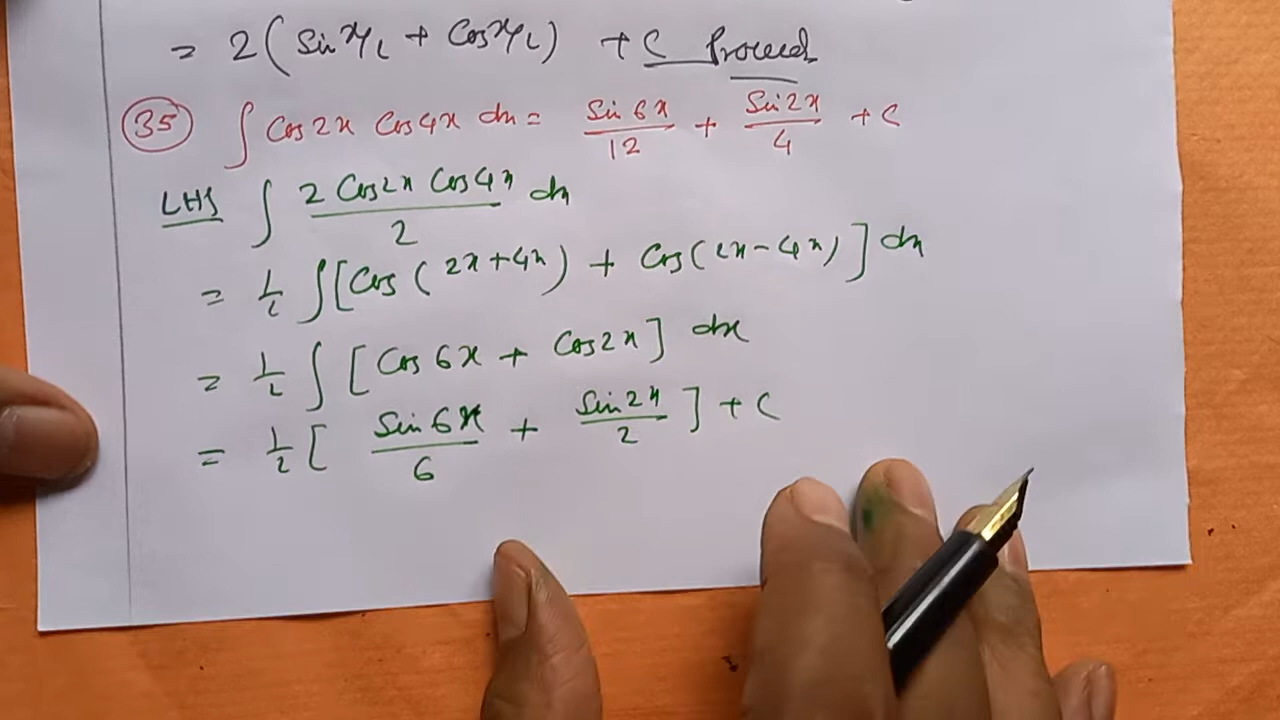 = 2 ( Sin x/2 + Cos x/2 ) + C Proved
35 ∫ Cos 2x Cos 4x dx = Sin 6x / 12 + Sin 2x / 4 + C
LHS ∫ 2 Cos 2x Cos 4x / 2 dx
= 1/2 ∫ [ Cos ( 2x + 4x ) + Cos ( 2x - 4x ) ] dx
= 1/2 ∫ [ Cos 6x + Cos 2x ] dx
= 1/2 [ Sin 6x / 6 + Sin 2x / 2 ] + C